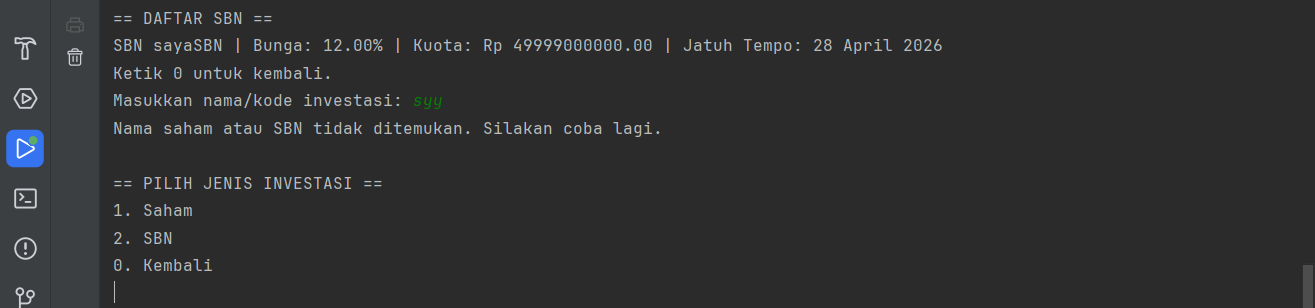 == DAFTAR SBN ==
SBN sayaSBN | Bunga: 12.00% | Kuota: Rp 49999000000.00 | Jatuh Tempo: 28 April 2026
Ketik 0 untuk kembali.
Masukkan nama/kode investasi: syy
Nama saham atau SBN tidak ditemukan. Silakan coba lagi.
== PILIH JENIS INVESTASI ==
1. Saham
2. SBN
0. Kembali